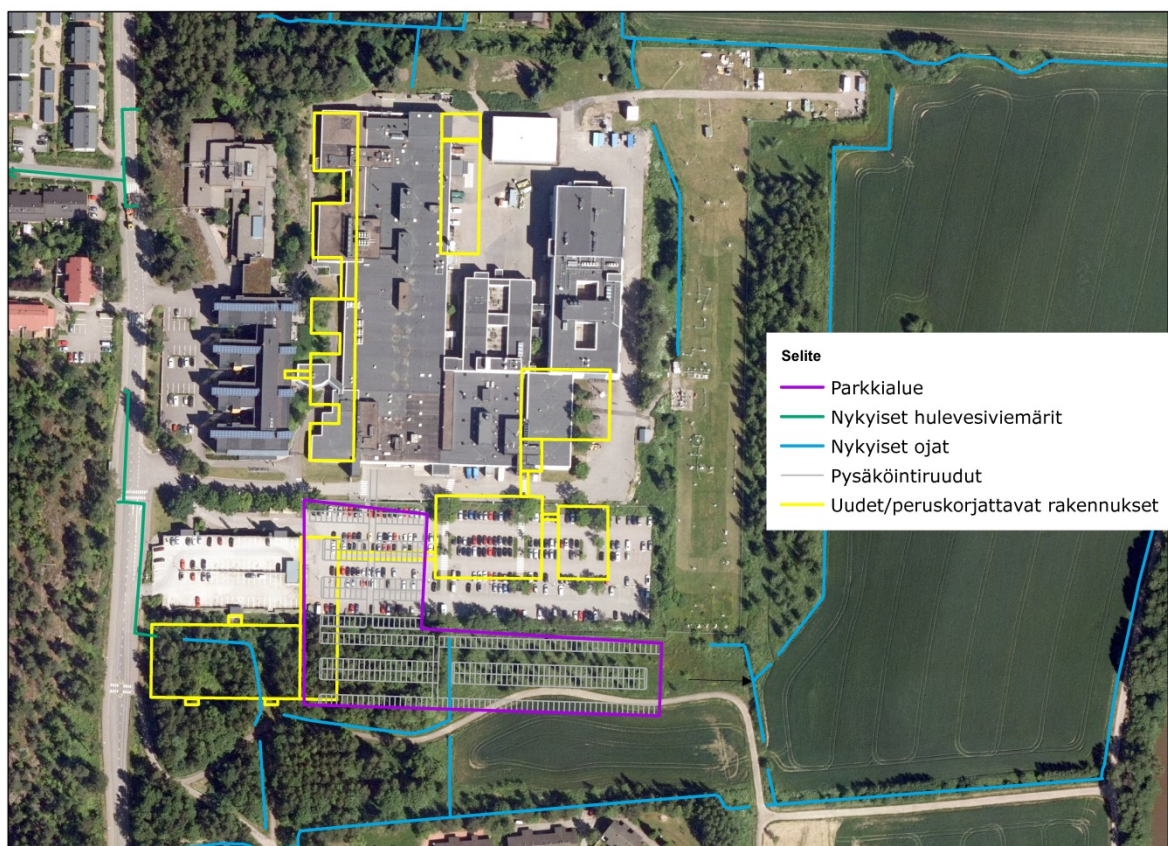 Selite
Parkkialue
Nykyiset hulevesiviemärit
Nykyiset ojat
Pysäköintiruudut
Uudet/peruskorjattavat rakennukset